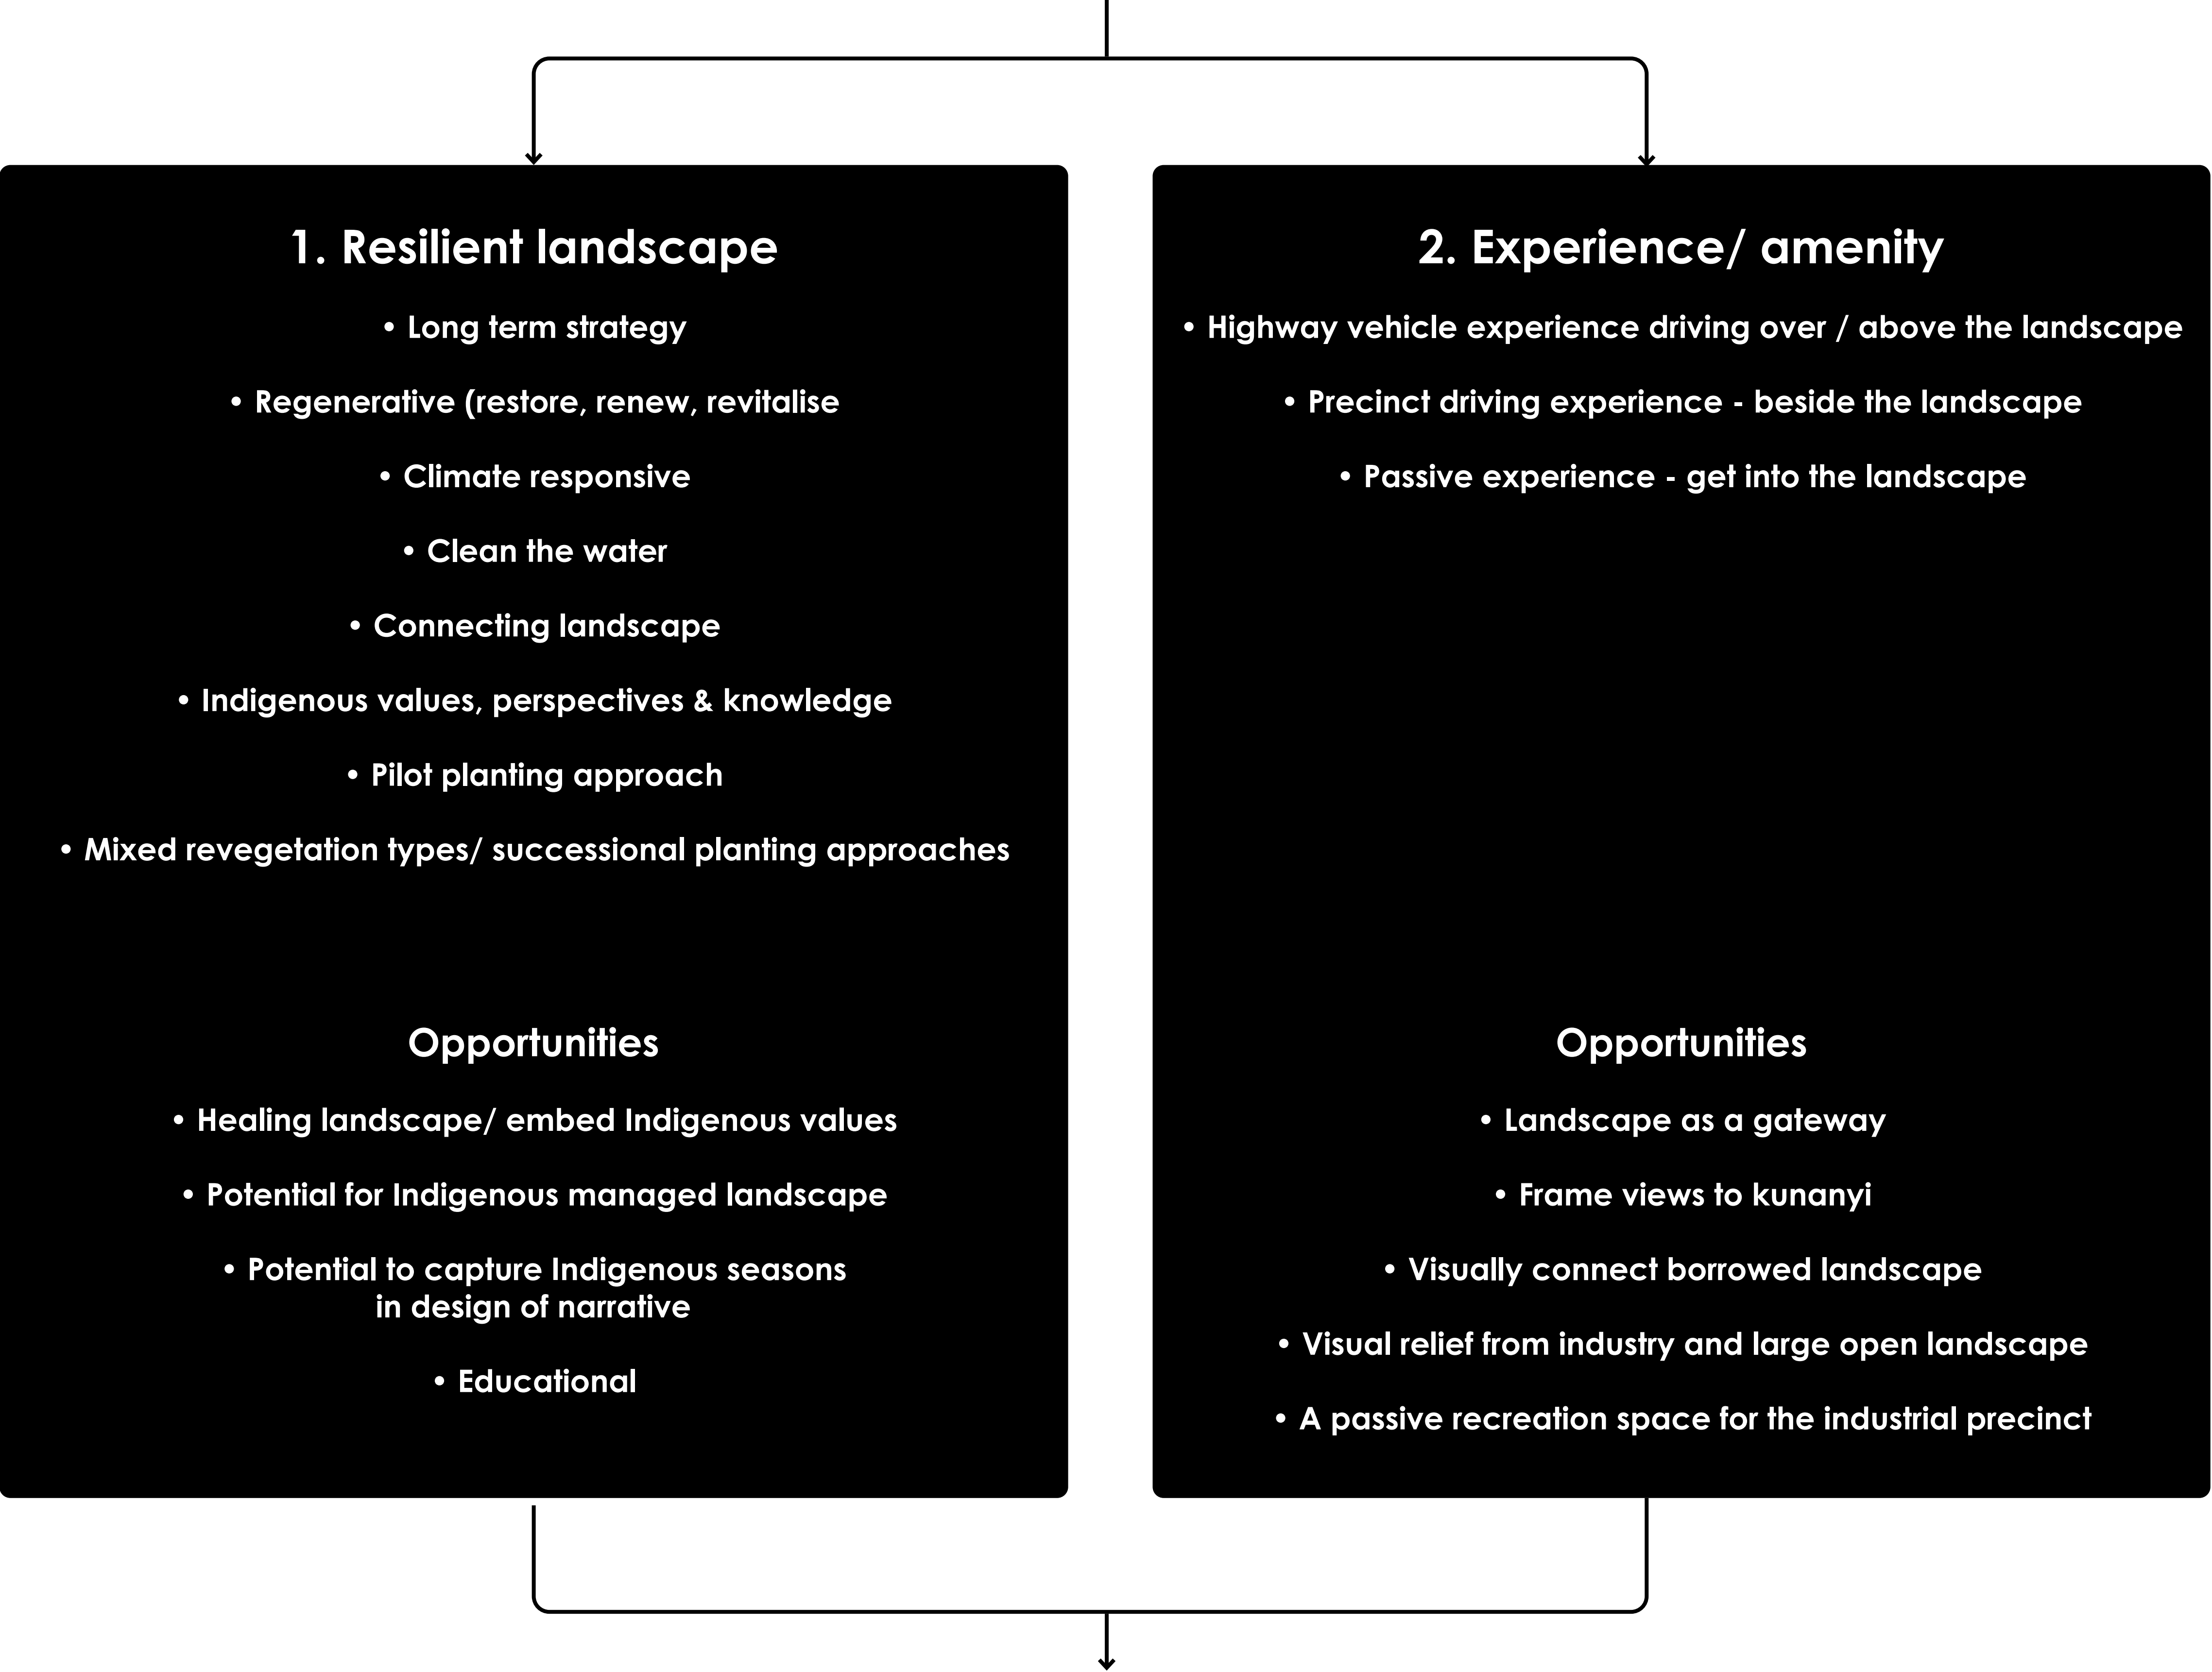 1. Resilient landscape
• Long term strategy
• Regenerative (restore, renew, revitalise
• Climate responsive
• Clean the water
• Connecting landscape
• Indigenous values, perspectives & knowledge
• Pilot planting approach
• Mixed revegetation types/ successional planting approaches
Opportunities
• Healing landscape/ embed Indigenous values
• Potential for Indigenous managed landscape
• Potential to capture Indigenous seasons
in design of narrative
• Educational
2. Experience/ amenity
• Highway vehicle experience driving over / above the landscape
• Precinct driving experience - beside the landscape
• Passive experience - get into the landscape
Opportunities
• Landscape as a gateway
• Frame views to kunanyi
• Visually connect borrowed landscape
• Visual relief from industry and large open landscape
• A passive recreation space for the industrial precinct